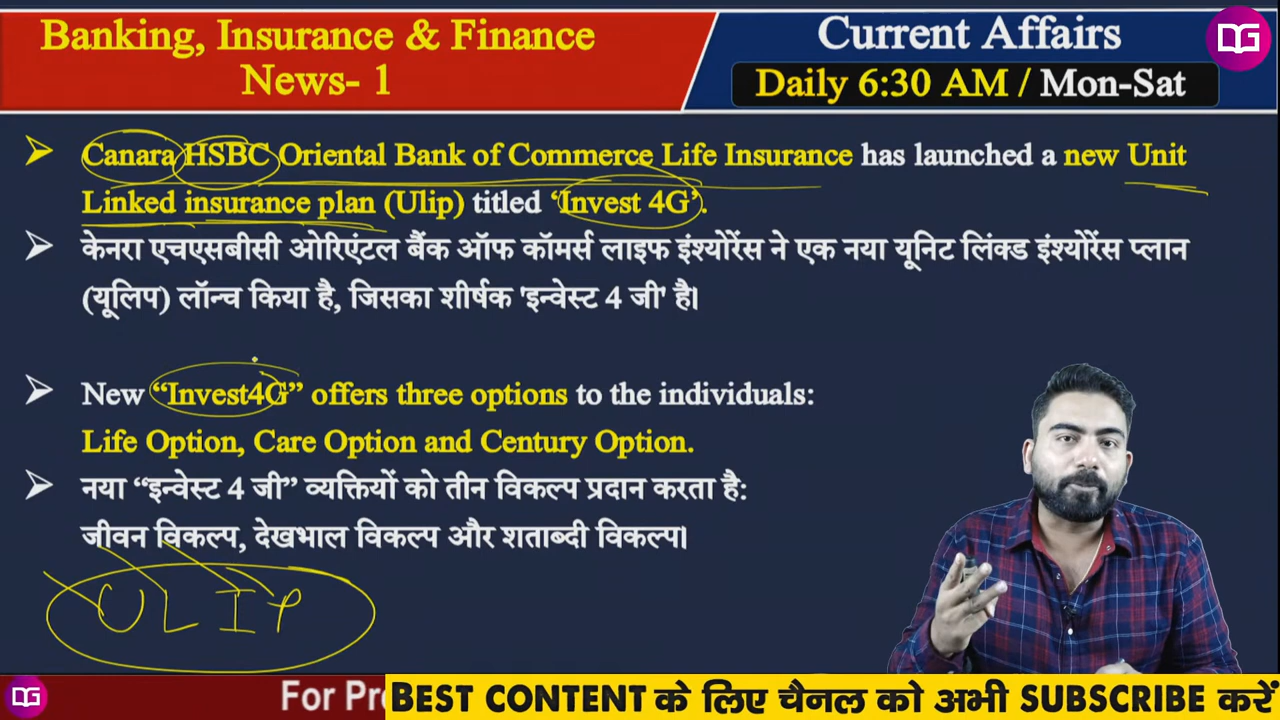 Banking, Insurance & Finance
News- 1
Current Affairs
Daily 6:30 AM / Mon-Sat
DG
Canara HSBC Oriental Bank of Commerce Life Insurance has launched a new Unit
Linked insurance plan (Ulip) titled ‘Invest 4G’.
केनरा एचएसबीसी ओरिएंटल बैंक ऑफ कॉमर्स लाइफ इंश्योरेंस ने एक नया यूनिट लिंक्ड इंश्योरेंस प्लान
(यूलिप) लॉन्च किया है, जिसका शीर्षक 'इन्वेस्ट 4 जी' है।
New “Invest4G” offers three options to the individuals:
Life Option, Care Option and Century Option.
नया “इन्वेस्ट 4 जी” व्यक्तियों को तीन विकल्प प्रदान करता है:
जीवन विकल्प, देखभाल विकल्प और शताब्दी विकल्प।
ULIP
DG
For Pr
BEST CONTENT के लिए चैनल को अभी SUBSCRIBE करें